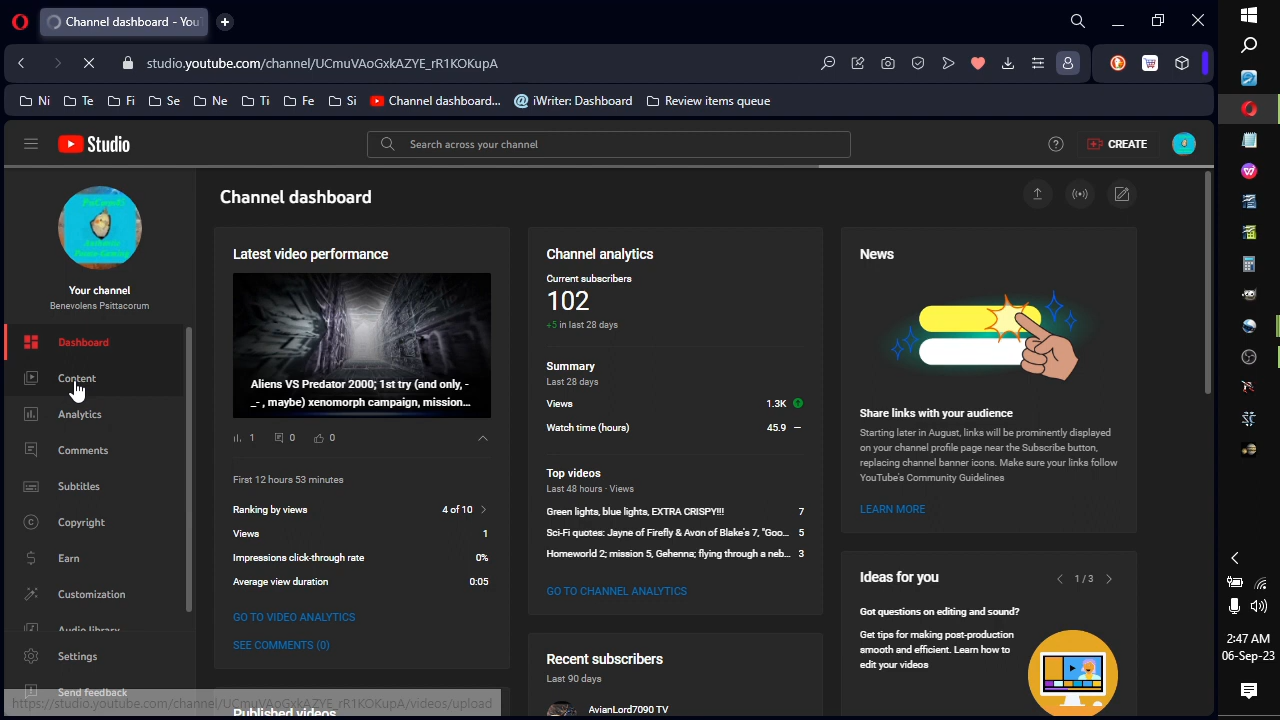 Channel dashboard - You
studio.youtube.com/channel/UCmuVAoGxkAZYE_rR1KOKupA
Ni Te Fi Se Ne Ti Fe Si Channel dashboard... iWriter: Dashboard Review items queue
Studio
Search across your channel
CREATE
Your channel
Benevolens Psittacorum
Dashboard
Content
Analytics
Comments
Subtitles
Copyright
Earn
Customization
Audio library
Settings
Send feedback
https://studio.youtube.com/channel/UCmuVAoGxkAZYE_rR1KOKupA/videos/upload
Channel dashboard
Latest video performance
Aliens VS Predator 2000; 1st try (and only, -
_- , maybe) xenomorph campaign, mission...
1 0 0
First 12 hours 53 minutes
Ranking by views 4 of 10
Views 1
Impressions click-through rate 0%
Average view duration 0:05
GO TO VIDEO ANALYTICS
SEE COMMENTS (0)
Published videos
Channel analytics
Current subscribers
102
+5 in last 28 days
Summary
Last 28 days
Views 1.3K
Watch time (hours) 45.9 —
Top videos
Last 48 hours · Views
Green lights, blue lights, EXTRA CRISPY!!! 7
Sci-Fi quotes: Jayne of Firefly & Avon of Blake's 7, "Goo... 5
Homeworld 2; mission 5, Gehenna; flying through a neb... 3
GO TO CHANNEL ANALYTICS
Recent subscribers
Last 90 days
AvianLord7090 TV
News
Share links with your audience
Starting later in August, links will be prominently displayed
on your channel profile page near the Subscribe button,
replacing channel banner icons. Make sure your links follow
YouTube's Community Guidelines
LEARN MORE
Ideas for you
1 / 3
Got questions on editing and sound?
Get tips for making post-production
smooth and efficient. Learn how to
edit your videos
2:47 AM
06-Sep-23